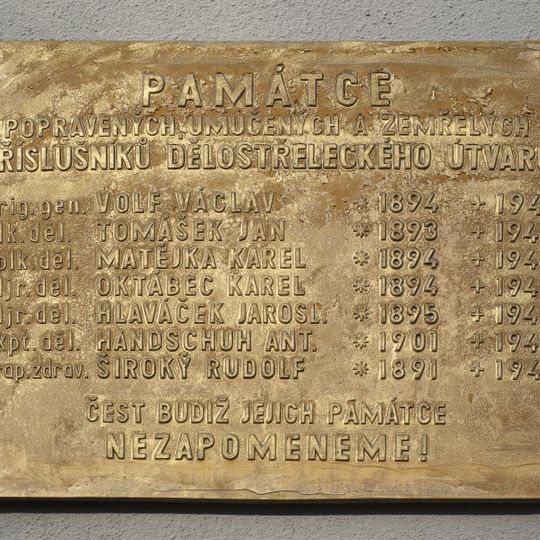 PAMÁTCE
POPRAVENÝCH, UMUČENÝCH A ZEMŘELÝCH
ŘÍSLUŠNÍKŮ DĚLOSTŘELECKÉHO ÚTVARU
rig.gen. VOLF VÁCLAV * 1894 + 194
lk.děl. TOMÁŠEK JAN * 1893 + 194
plk.děl. MATĚJKA KAREL * 1894 + 194
jr.děl. OKTÁBEC KAREL * 1894 + 194
jr.děl. HLAVÁČEK JAROSL. * 1895 + 194
kpt.děl. HANDSCHUH ANT. * 1901 + 194
rap.zdrav. ŠIROKÝ RUDOLF * 1891 + 194
ČEST BUDIŽ JEJICH PAMÁTCE
NEZAPOMENEME!